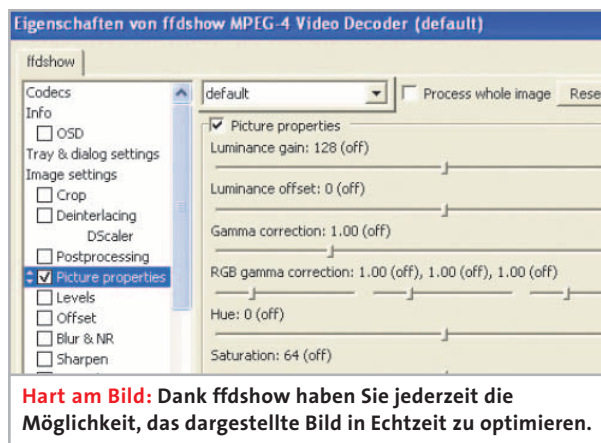 Eigenschaften von ffdshow MPEG-4 Video Decoder (default)
ffdshow
Codecs
Info
OSD
Tray & dialog settings
Image settings
Crop
Deinterlacing
DScaler
Postprocessing
Picture properties
Levels
Offset
Blur & NR
Sharpen
default
Process whole image
Rese
Picture properties
Luminance gain: 128 (off)
Luminance offset: 0 (off)
Gamma correction: 1.00 (off)
RGB gamma correction: 1.00 (off), 1.00 (off), 1.00 (off)
Hue: 0 (off)
Saturation: 64 (off)
Hart am Bild: Dank ffdshow haben Sie jederzeit die
Möglichkeit, das dargestellte Bild in Echtzeit zu optimieren.